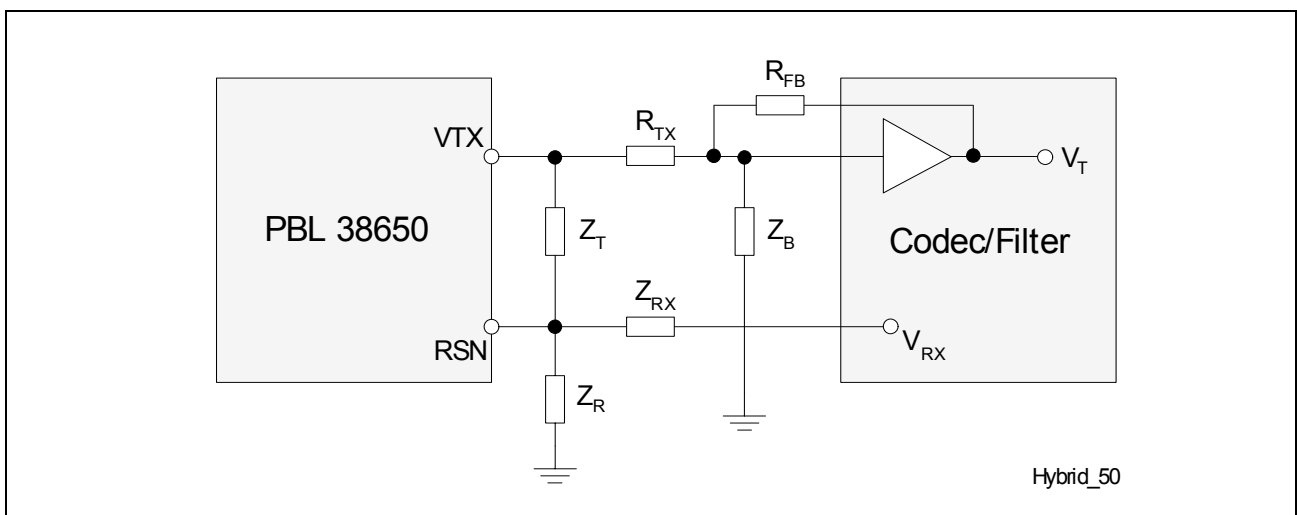 R_FB
R_TX
VTX
V_T
PBL 38650
Z_T
Z_B
Codec/Filter
Z_RX
RSN
V_RX
Z_R
Hybrid_50